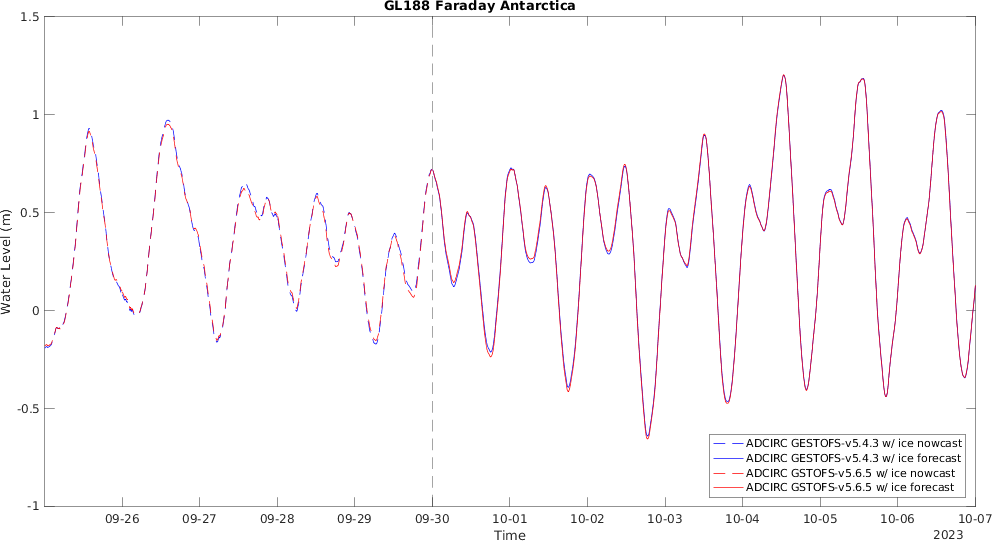 GL188 Faraday Antarctica
1.5
1
0.5
0
-0.5
-1
Water Level (m)
ADCIRC GESTOFS-v5.4.3 w/ ice nowcast
ADCIRC GESTOFS-v5.4.3 w/ ice forecast
ADCIRC GSTOFS-v5.6.5 w/ ice nowcast
ADCIRC GSTOFS-v5.6.5 w/ ice forecast
09-26 09-27 09-28 09-29 09-30 10-01 10-02 10-03 10-04 10-05 10-06 10-07
Time
2023